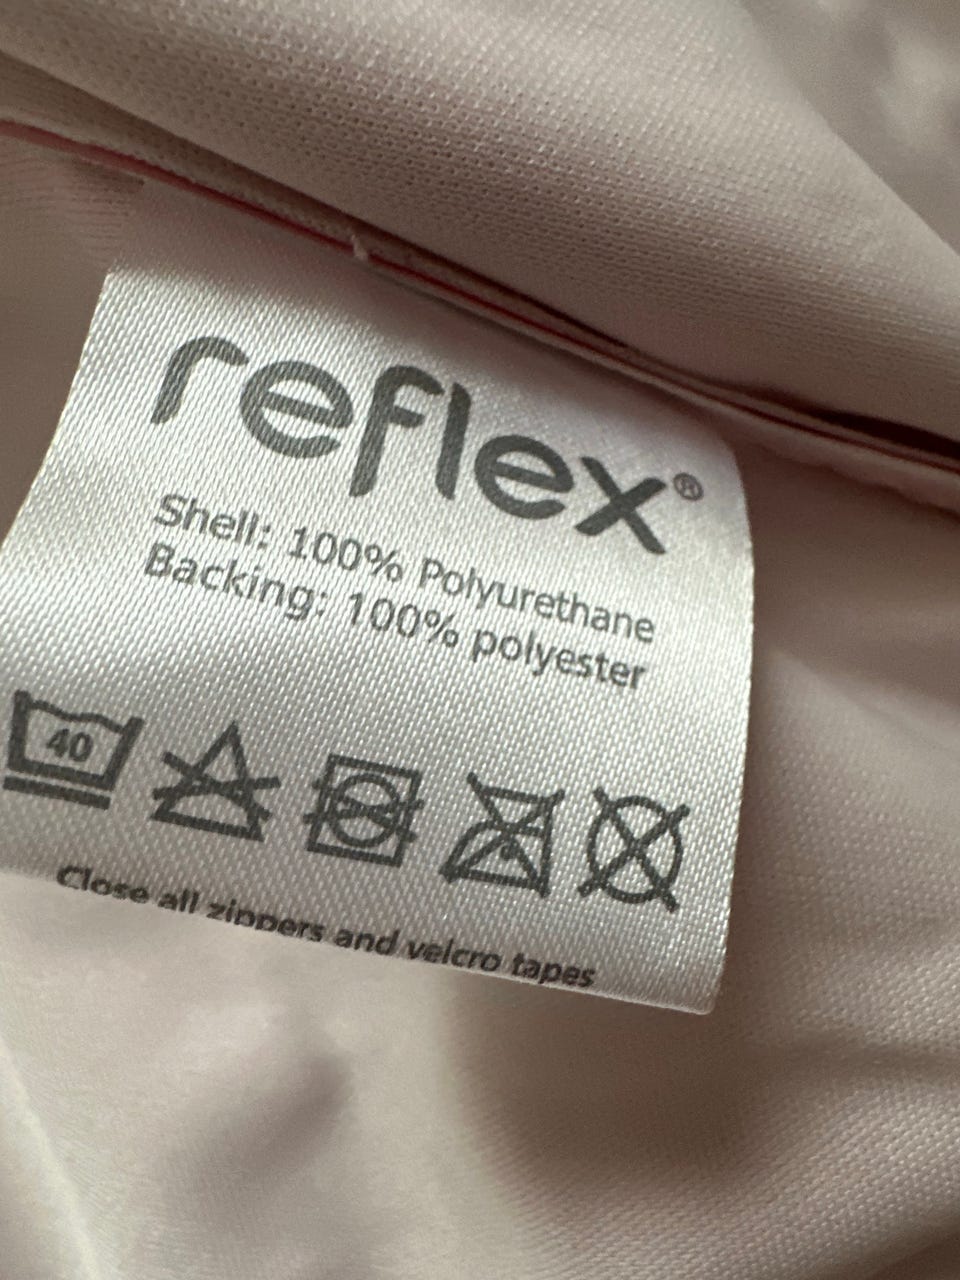 reflex®
Shell: 100% Polyurethane
Backing: 100% polyester
40
Close all zippers and velcro tapes